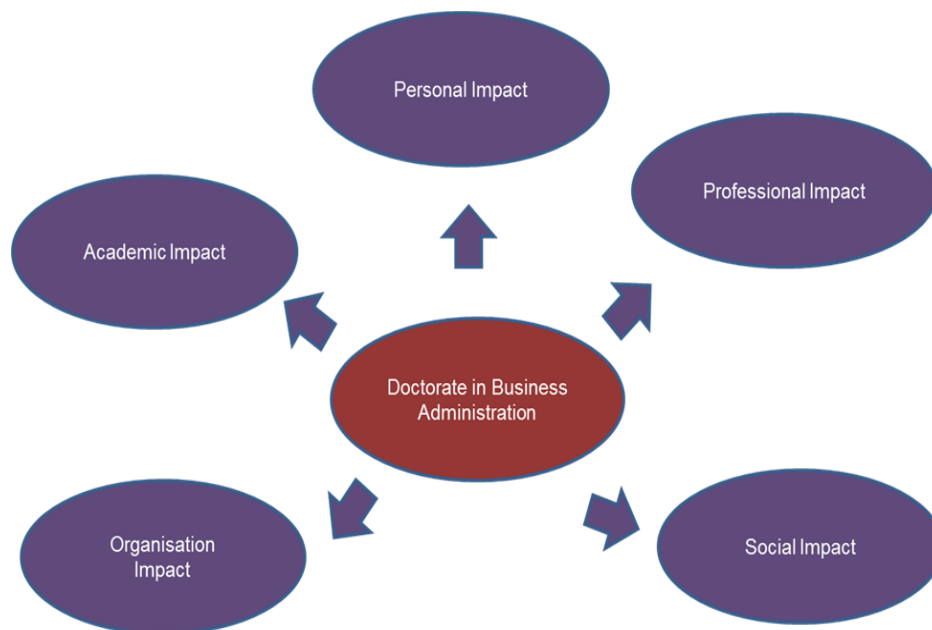 Personal Impact
Professional Impact
Academic Impact
Doctorate in Business
Administration
Organisation
Impact
Social Impact